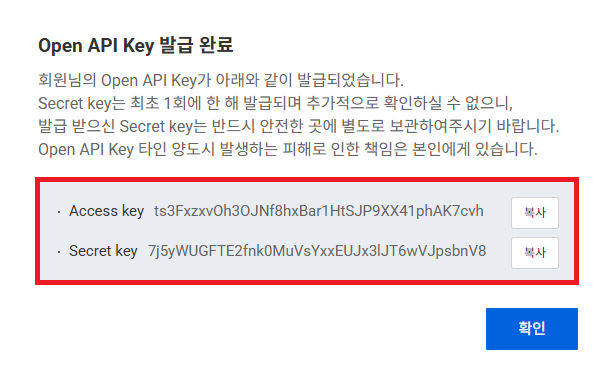 Open API Key 발급 완료
회원님의 Open API Key가 아래와 같이 발급되었습니다.
Secret key는 최초 1회에 한 해 발급되며 추가적으로 확인하실 수 없으니,
발급 받으신 Secret key는 반드시 안전한 곳에 별도로 보관하여주시기 바랍니다.
Open API Key 타인 양도시 발생하는 피해로 인한 책임은 본인에게 있습니다.
· Access key ts3FxzxvOh3OJNf8hxBar1HtSJP9XX41phAK7cvh 복사
· Secret key 7j5yWUGFTE2fnk0MuVsYxxEUJx3lJT6wVJpsbnV8 복사
확인